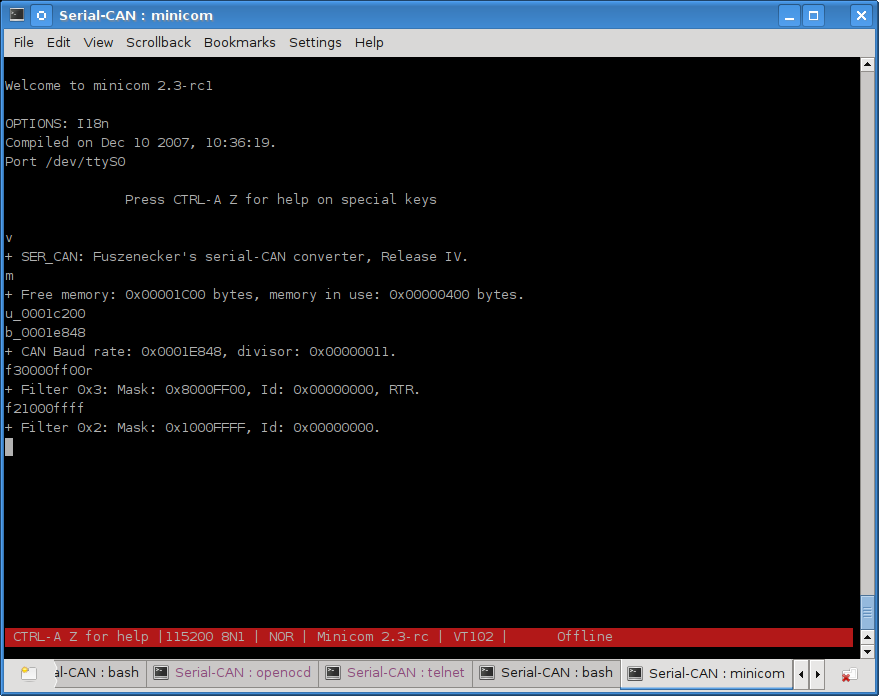 Serial-CAN : minicom
File Edit View Scrollback Bookmarks Settings Help
Welcome to minicom 2.3-rc1
OPTIONS: I18n
Compiled on Dec 10 2007, 10:36:19.
Port /dev/ttyS0
Press CTRL-A Z for help on special keys
v
+ SER_CAN: Fuszenecker's serial-CAN converter, Release IV.
m
+ Free memory: 0x00001C00 bytes, memory in use: 0x00000400 bytes.
u_0001c200
b_0001e848
+ CAN Baud rate: 0x0001E848, divisor: 0x00000011.
f30000ff00r
+ Filter 0x3: Mask: 0x8000FF00, Id: 0x00000000, RTR.
f21000ffff
+ Filter 0x2: Mask: 0x1000FFFF, Id: 0x00000000.
CTRL-A Z for help |115200 8N1 | NOR | Minicom 2.3-rc | VT102 | Offline
al-CAN : bash Serial-CAN : openocd Serial-CAN : telnet Serial-CAN : bash Serial-CAN : minicom